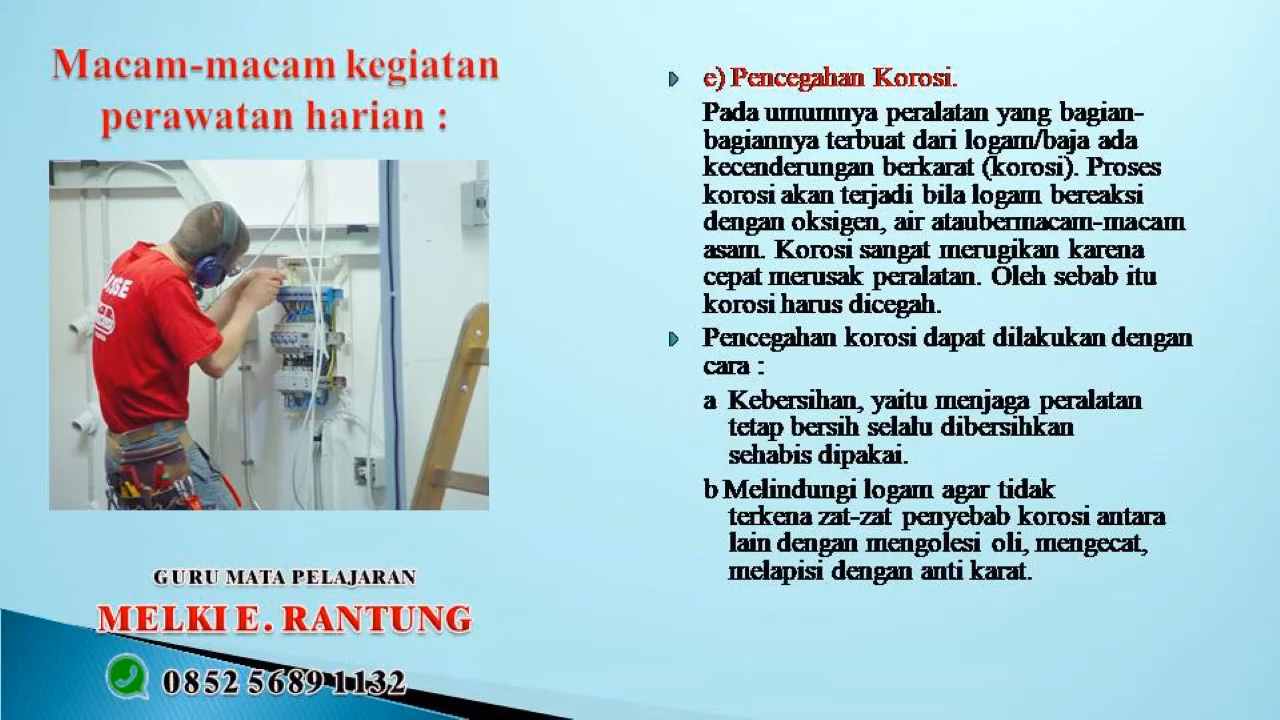 Macam-macam kegiatan
perawatan harian :
e) Pencegahan Korosi.
Pada umumnya peralatan yang bagian-
bagiannya terbuat dari logam/baja ada
kecenderungan berkarat (korosi). Proses
korosi akan terjadi bila logam bereaksi
dengan oksigen, air ataubermacam-macam
asam. Korosi sangat merugikan karena
cepat merusak peralatan. Oleh sebab itu
korosi harus dicegah.
Pencegahan korosi dapat dilakukan dengan
cara :
a Kebersihan, yaitu menjaga peralatan
tetap bersih selalu dibersihkan
sehabis dipakai.
b Melindungi logam agar tidak
terkena zat-zat penyebab korosi antara
lain dengan mengolesi oli, mengecat,
melapisi dengan anti karat.
GURU MATA PELAJARAN
MELKI E. RANTUNG
0852 5689 1132